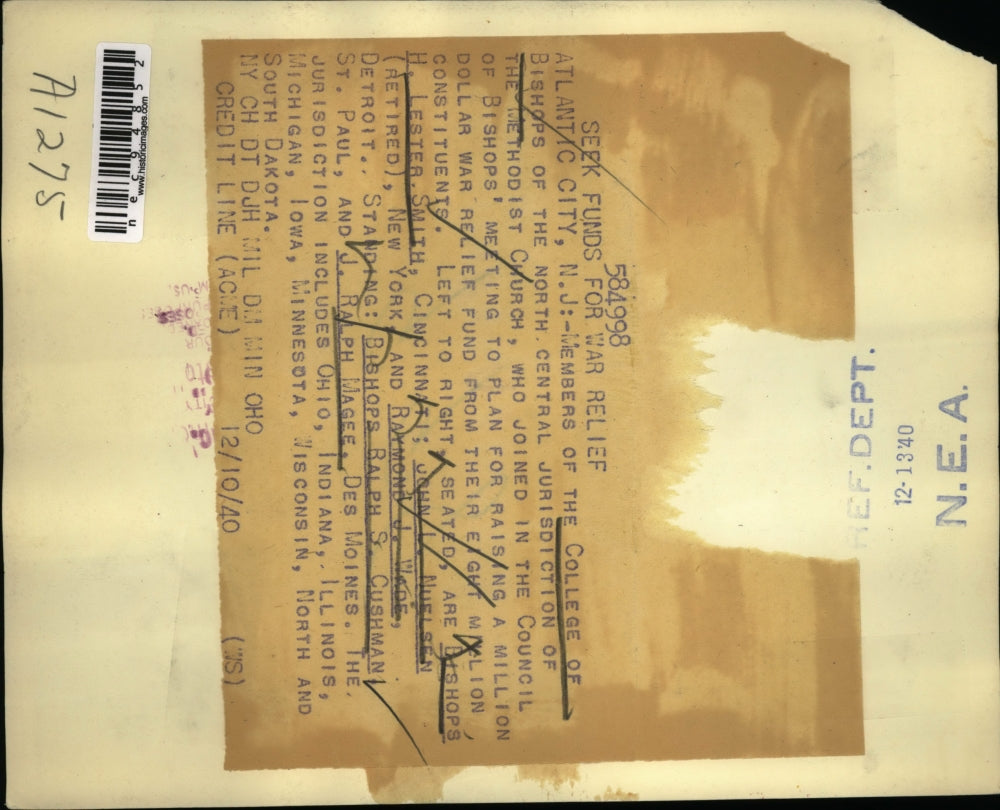 584998
SEEK FUNDS FOR WAR RELIEF
ATLANTIC CITY, N.J:-MEMBERS OF THE COLLEGE OF
BISHOPS OF THE NORTH CENTRAL JURISDICTION OF
THE METHODIST CHURCH, WHO JOINED IN THE COUNCIL
OF BISHOPS' MEETING TO PLAN FOR RAISING A MILLION
DOLLAR WAR RELIEF FUND FROM THEIR EIGHT MILLION
CONSTITUENTS. LEFT TO RIGHT, SEATED, ARE BISHOPS
H. LESTER SMITH, CINCINNATI; JOHN L. NUELSEN
(RETIRED), NEW YORK AND RAYMOND J. WADE,
DETROIT. STANDING: BISHOPS RALPH S. CUSHMAN,
ST. PAUL, AND J. RALPH MAGEE, DES MOINES. THE
JURISDICTION INCLUDES OHIO, INDIANA, ILLINOIS,
MICHIGAN, IOWA, MINNESOTA, WISCONSIN, NORTH AND
SOUTH DAKOTA.
NY CH DT DJH MIL DM MIN OHO
CREDIT LINE (ACME) 12/10/40 (WS)
REF. DEPT.
12-13 40
N.E.A.
www.historicimages.com
neC94852
A1275